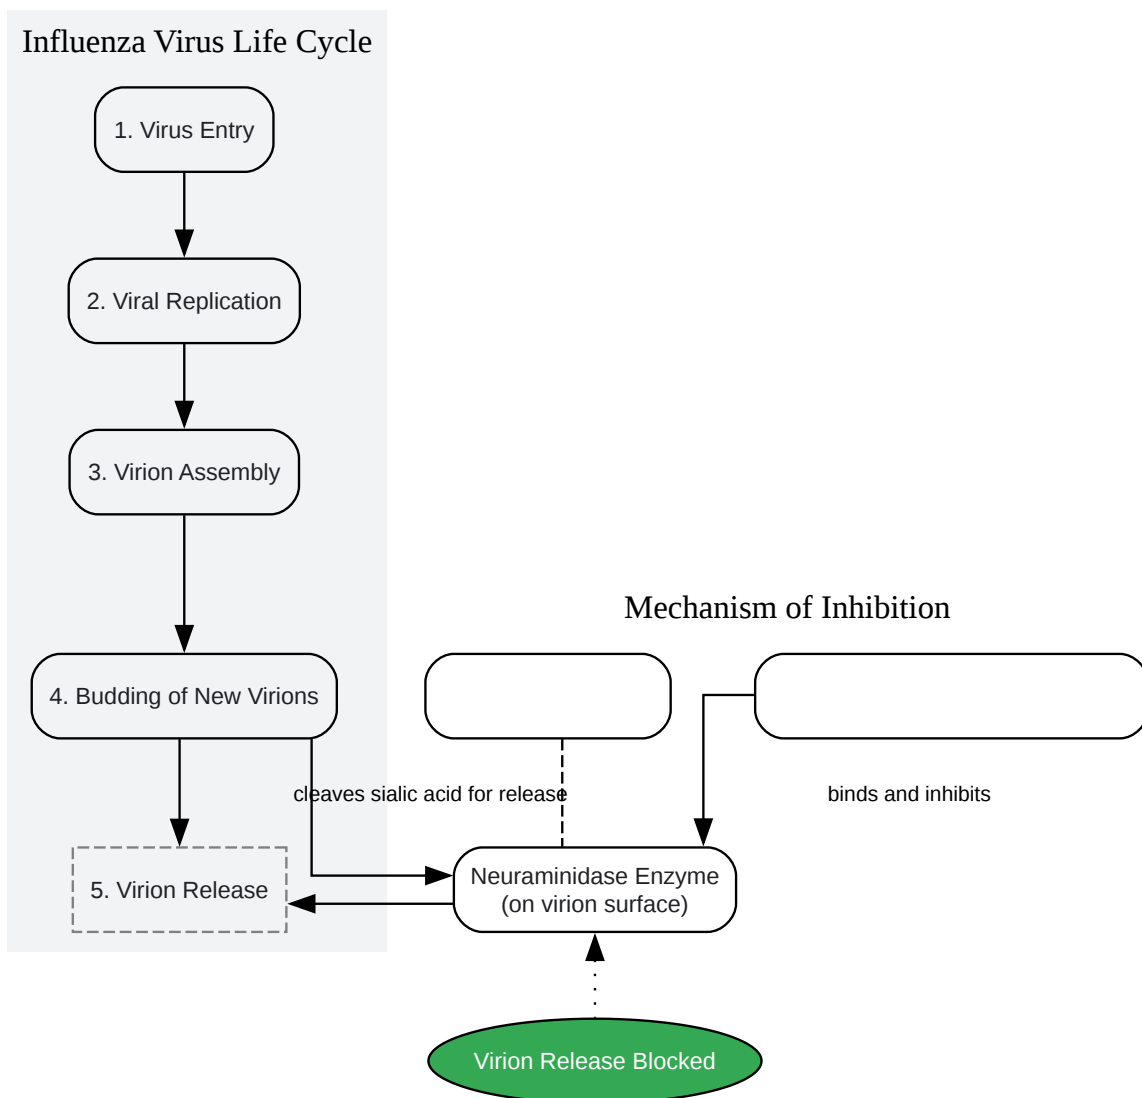 Influenza Virus Life Cycle
1. Virus Entry
2. Viral Replication
3. Virion Assembly
Mechanism of Inhibition
4. Budding of New Virions
cleaves sialic acid for release
binds and inhibits
5. Virion Release
Neuraminidase Enzyme
(on virion surface)
Virion Release Blocked